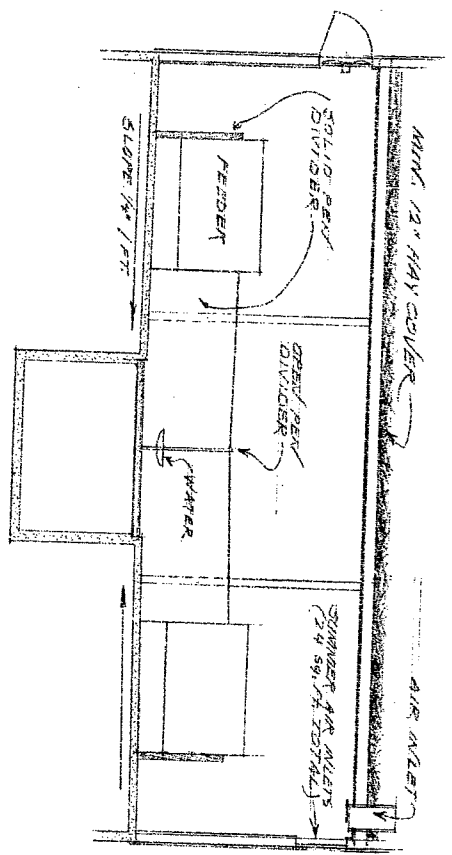 MIN. 12" HAY COVER
AIR INLET
SOLID PEN
DIVIDER
OPEN PEN
DIVIDER
SUMMER AIR INLETS
(24 SQ. FT. TOTAL)
FEEDER
WATER
SLOPE 1/4" / FT.